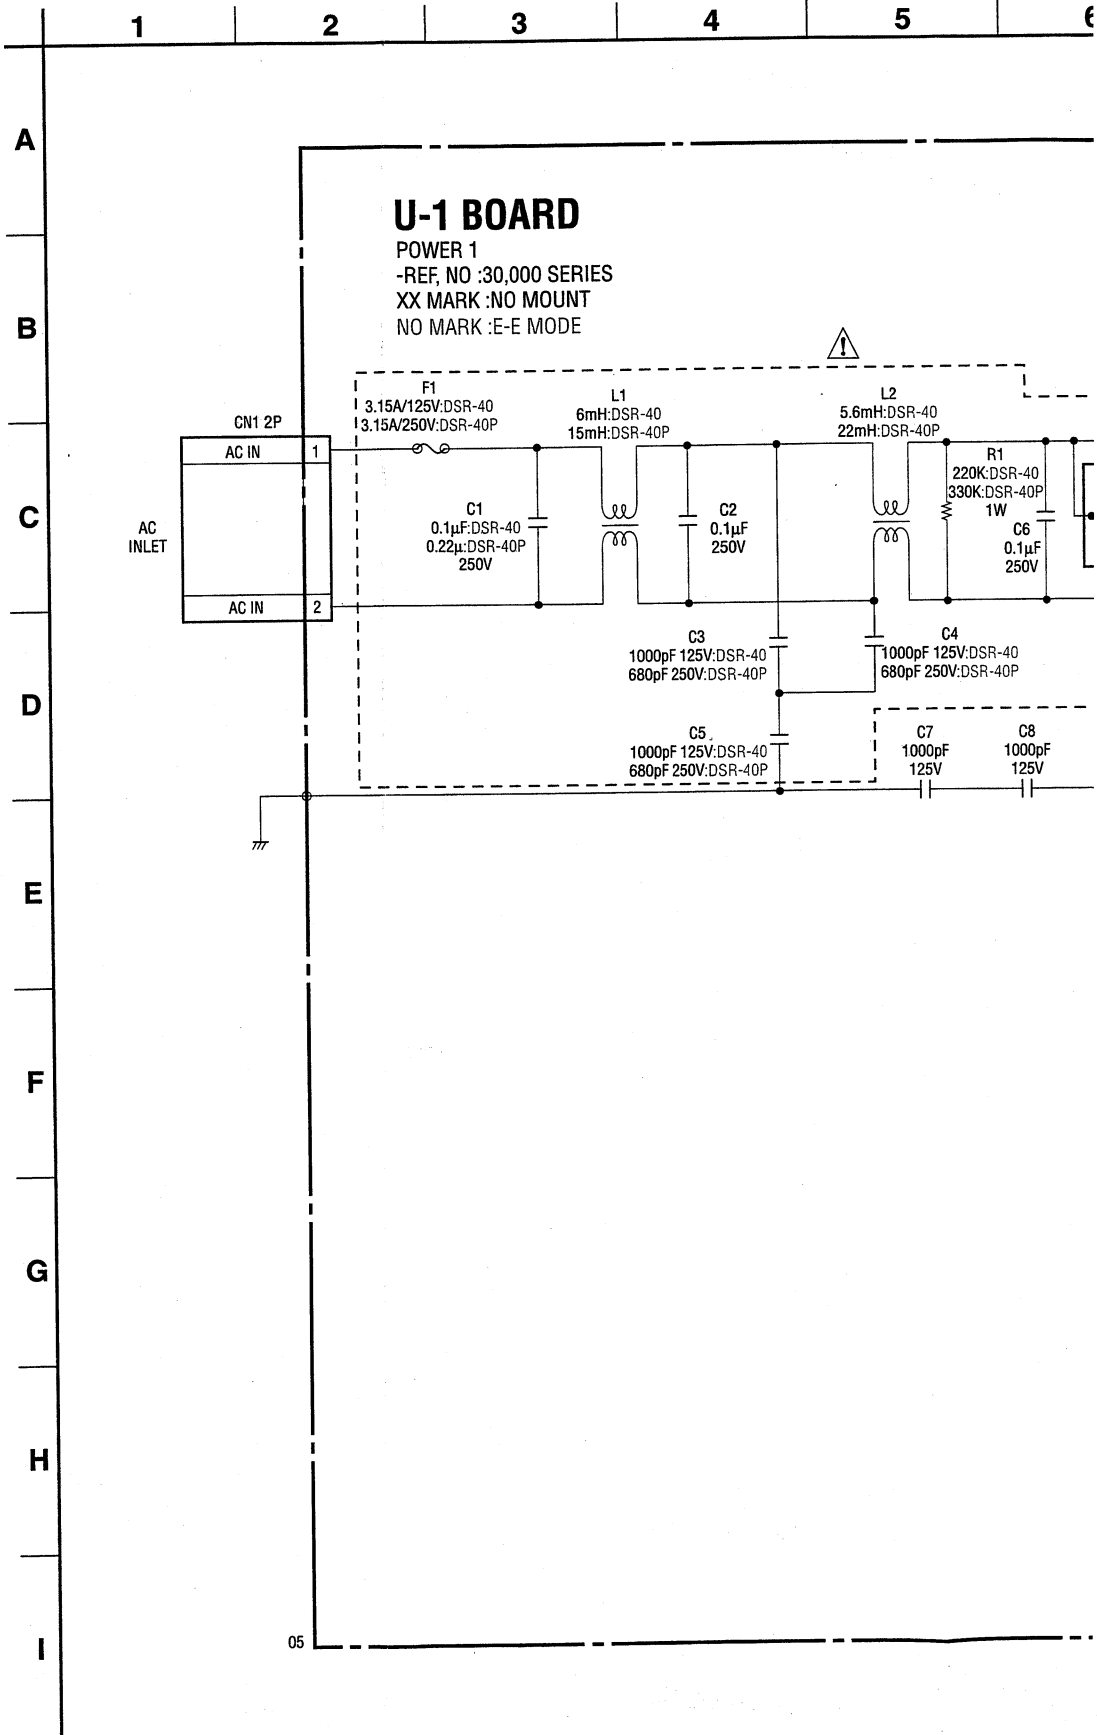 1 2 3 4 5
A
U-1 BOARD
POWER 1
-REF, NO :30,000 SERIES
XX MARK :NO MOUNT
B
NO MARK :E-E MODE
F1
3.15A/125V:DSR-40
3.15A/250V:DSR-40P
L1
6mH:DSR-40
15mH:DSR-40P
L2
5.6mH:DSR-40
22mH:DSR-40P
CN1 2P
AC IN 1
R1
220K:DSR-40
330K:DSR-40P
1W
C
AC
INLET
C1
0.1µF:DSR-40
0.22µ:DSR-40P
250V
C2
0.1µF
250V
C6
0.1µF
250V
AC IN 2
C3
1000pF 125V:DSR-40
680pF 250V:DSR-40P
C4
1000pF 125V:DSR-40
680pF 250V:DSR-40P
D
C5
1000pF 125V:DSR-40
680pF 250V:DSR-40P
C7
1000pF
125V
C8
1000pF
125V
E
F
G
H
I
05